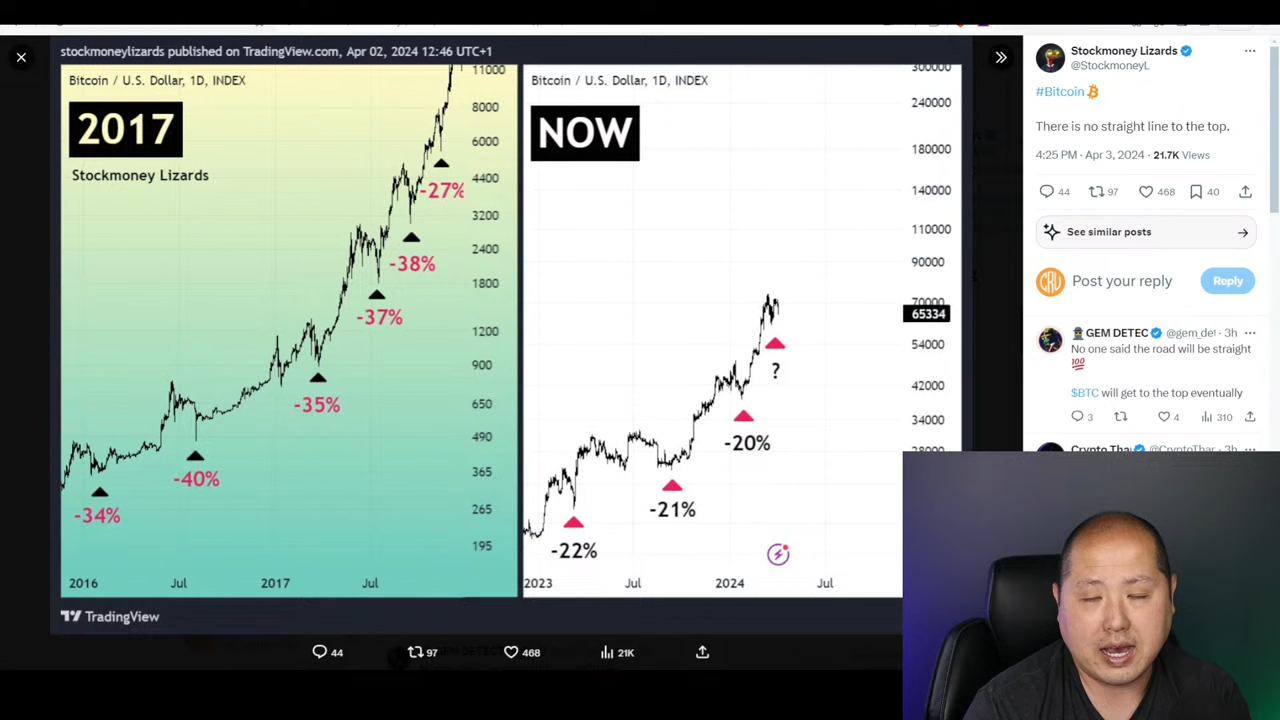 stockmoneylizards published on TradingView.com, Apr 02, 2024 12:46 UTC+1
Bitcoin / U.S. Dollar, 1D, INDEX
2017
Stockmoney Lizards
-34%
-40%
-35%
-37%
-38%
-27%
11000
8000
6000
4400
3200
2400
1800
1200
900
650
490
365
265
195
2016
Jul
2017
Jul
Bitcoin / U.S. Dollar, 1D, INDEX
NOW
-22%
-21%
-20%
?
300000
240000
180000
140000
110000
90000
70000
65334
54000
42000
34000
2023
Jul
2024
Jul
TradingView
44
97
468
21K
Stockmoney Lizards
@StockmoneyL
#Bitcoin
There is no straight line to the top.
4:25 PM · Apr 3, 2024 · 21.7K Views
44
97
468
40
See similar posts
CRU
Post your reply
Reply
GEM DETEC
@gem_de 3h
No one said the road will be straight
100
$BTC will get to the top eventually
3
4
310